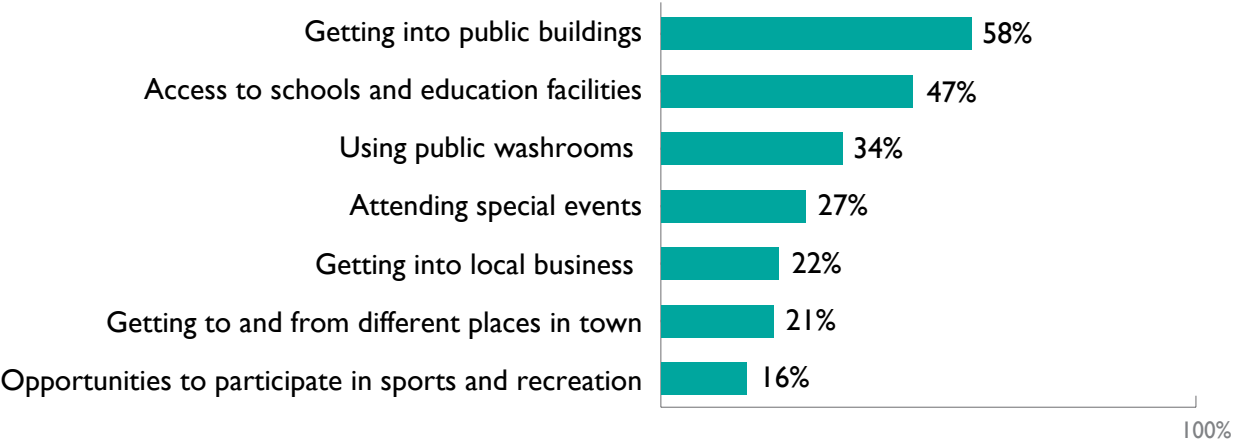 Getting into public buildings 58%
Access to schools and education facilities 47%
Using public washrooms 34%
Attending special events 27%
Getting into local business 22%
Getting to and from different places in town 21%
Opportunities to participate in sports and recreation 16%
100%